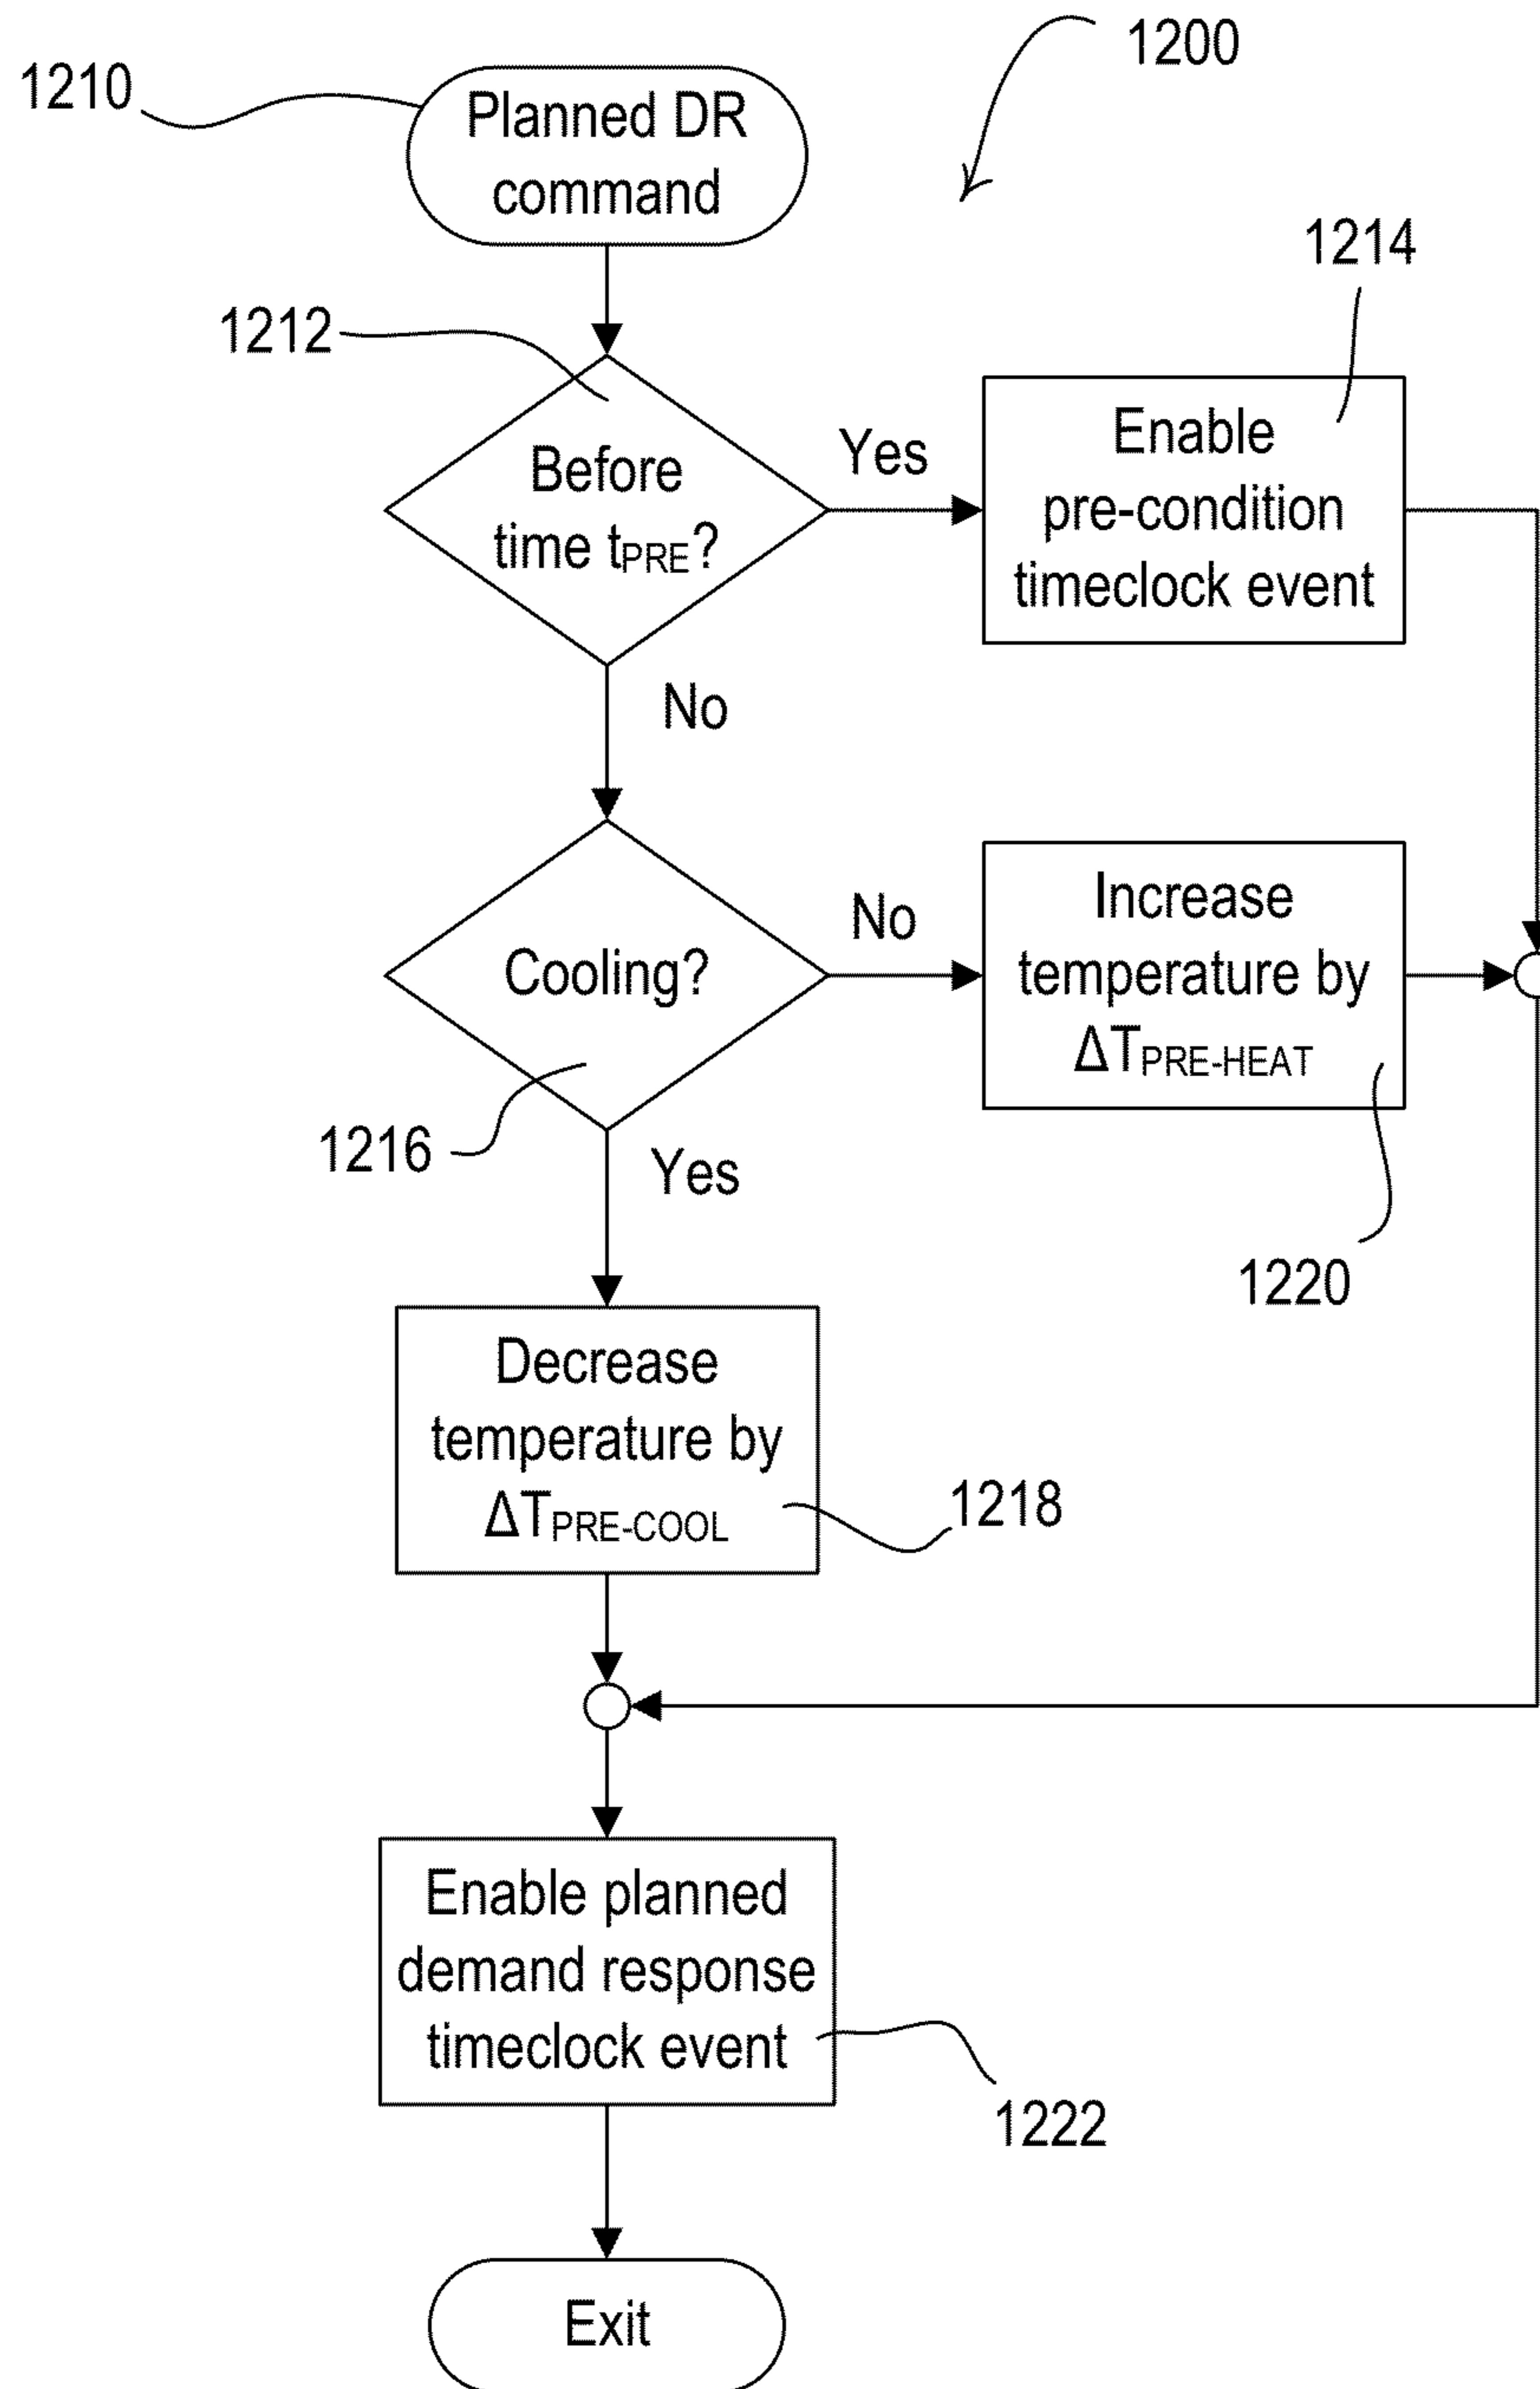 1200
1210
Planned DR
command
1214
1212
Before
time tPRE?
Yes
Enable
pre-condition
timeclock event
No
Cooling?
No
Increase
temperature by
ΔTPRE-HEAT
1216
Yes
1220
Decrease
temperature by
ΔTPRE-COOL
1218
Enable planned
demand response
timeclock event
1222
Exit